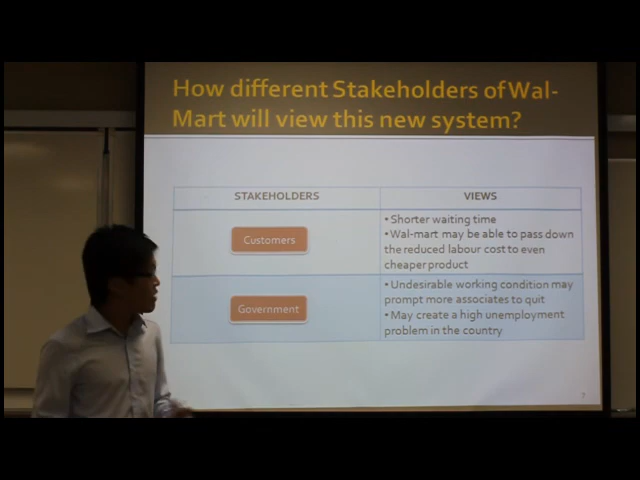 How different Stakeholders of Wal-
Mart will view this new system?
STAKEHOLDERS VIEWS
Customers
• Shorter waiting time
• Wal-mart may be able to pass down
the reduced labour cost to even
cheaper product
Government
• Undesirable working condition may
prompt more associates to quit
• May create a high unemployment
problem in the country
7